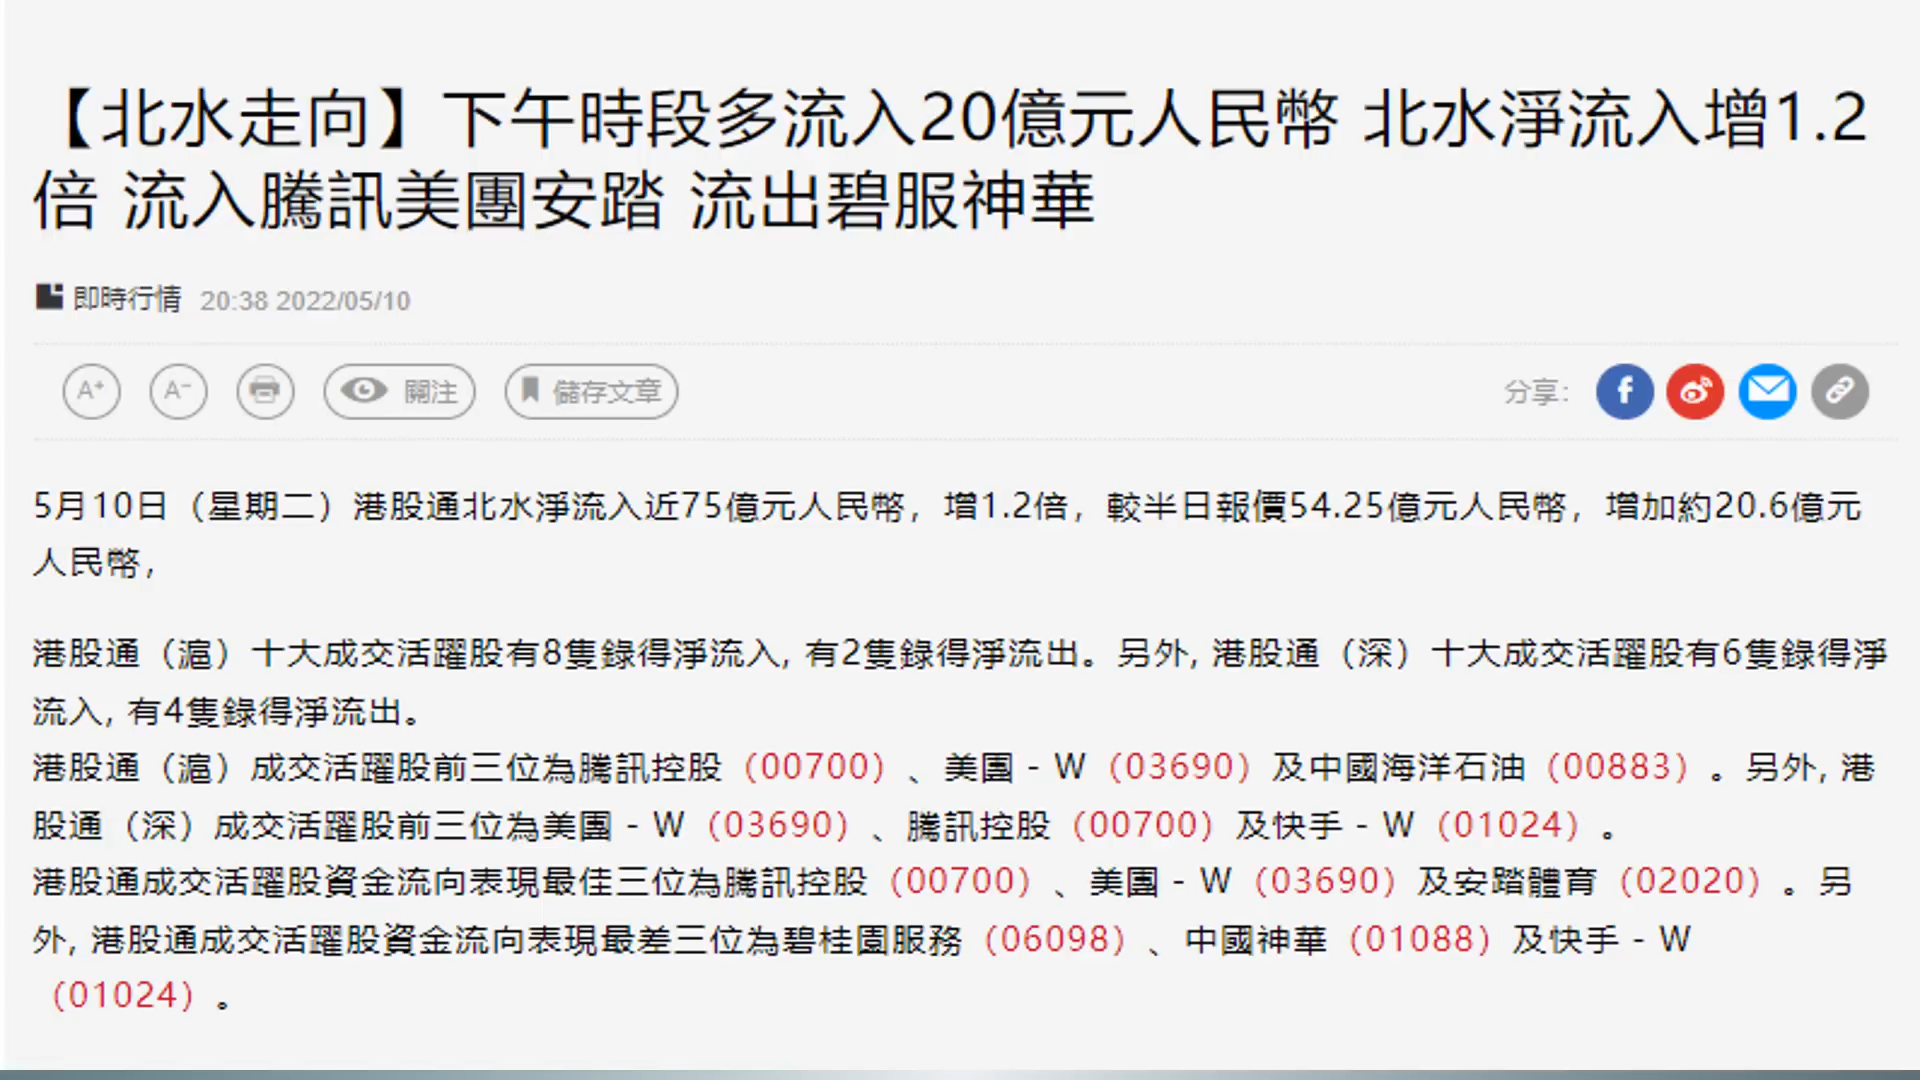 【北水走向】下午時段多流入20億元人民幣 北水淨流入增1.2
倍 流入騰訊美團安踏 流出碧服神華
即時行情 20:38 2022/05/10
A+ A- 關注 儲存文章 分享:
5月10日（星期二）港股通北水淨流入近75億元人民幣，增1.2倍，較半日報價54.25億元人民幣，增加約20.6億元
人民幣，
港股通（滬）十大成交活躍股有8隻錄得淨流入, 有2隻錄得淨流出。另外, 港股通（深）十大成交活躍股有6隻錄得淨
流入, 有4隻錄得淨流出。
港股通（滬）成交活躍股前三位為騰訊控股（00700）、美團－W（03690）及中國海洋石油（00883）。另外, 港
股通（深）成交活躍股前三位為美團－W（03690）、騰訊控股（00700）及快手－W（01024）。
港股通成交活躍股資金流向表現最佳三位為騰訊控股（00700）、美團－W（03690）及安踏體育（02020）。另
外, 港股通成交活躍股資金流向表現最差三位為碧桂園服務（06098）、中國神華（01088）及快手－W
（01024）。